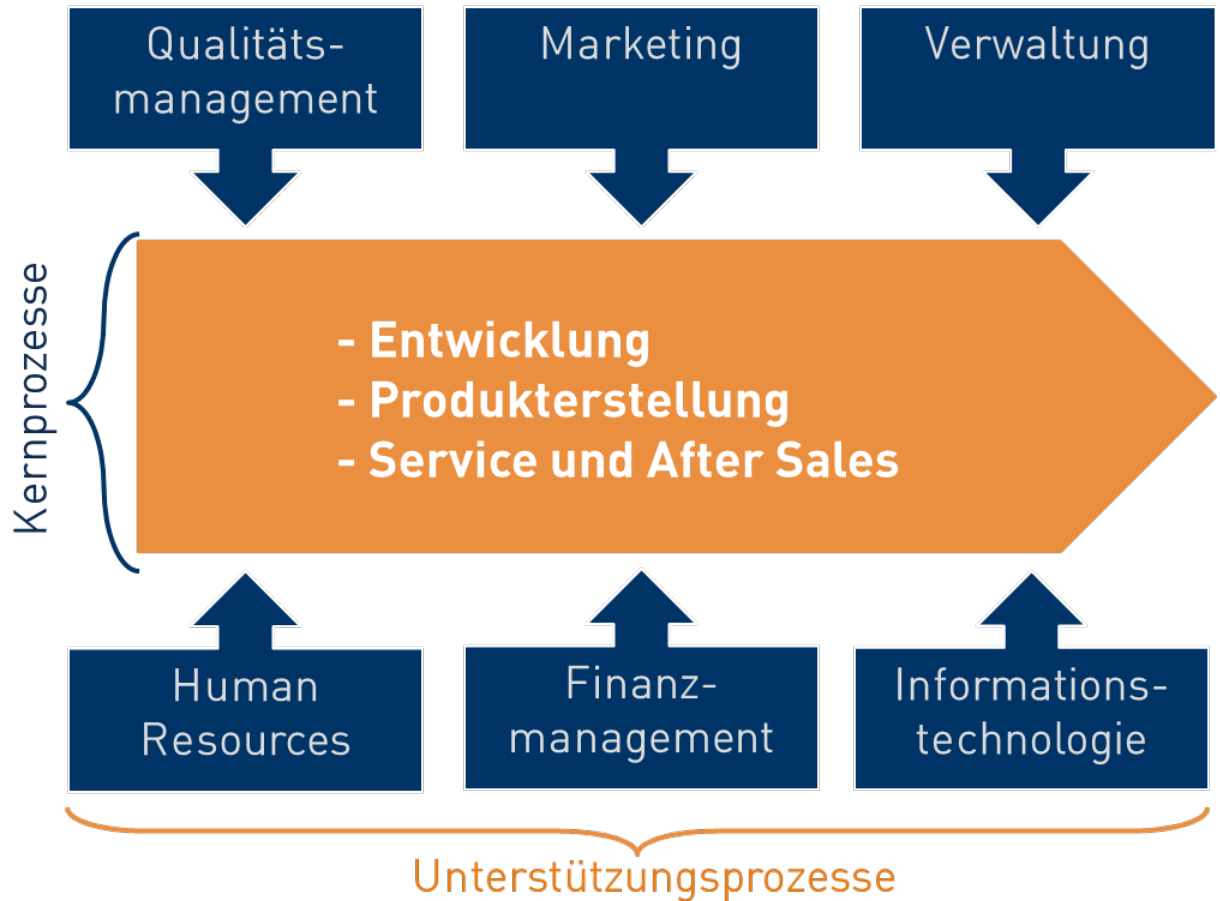 Qualitäts-
management
Marketing
Verwaltung
Kernprozesse
- Entwicklung
- Produkterstellung
- Service und After Sales
Human
Resources
Finanz-
management
Informations-
technologie
Unterstützungsprozesse